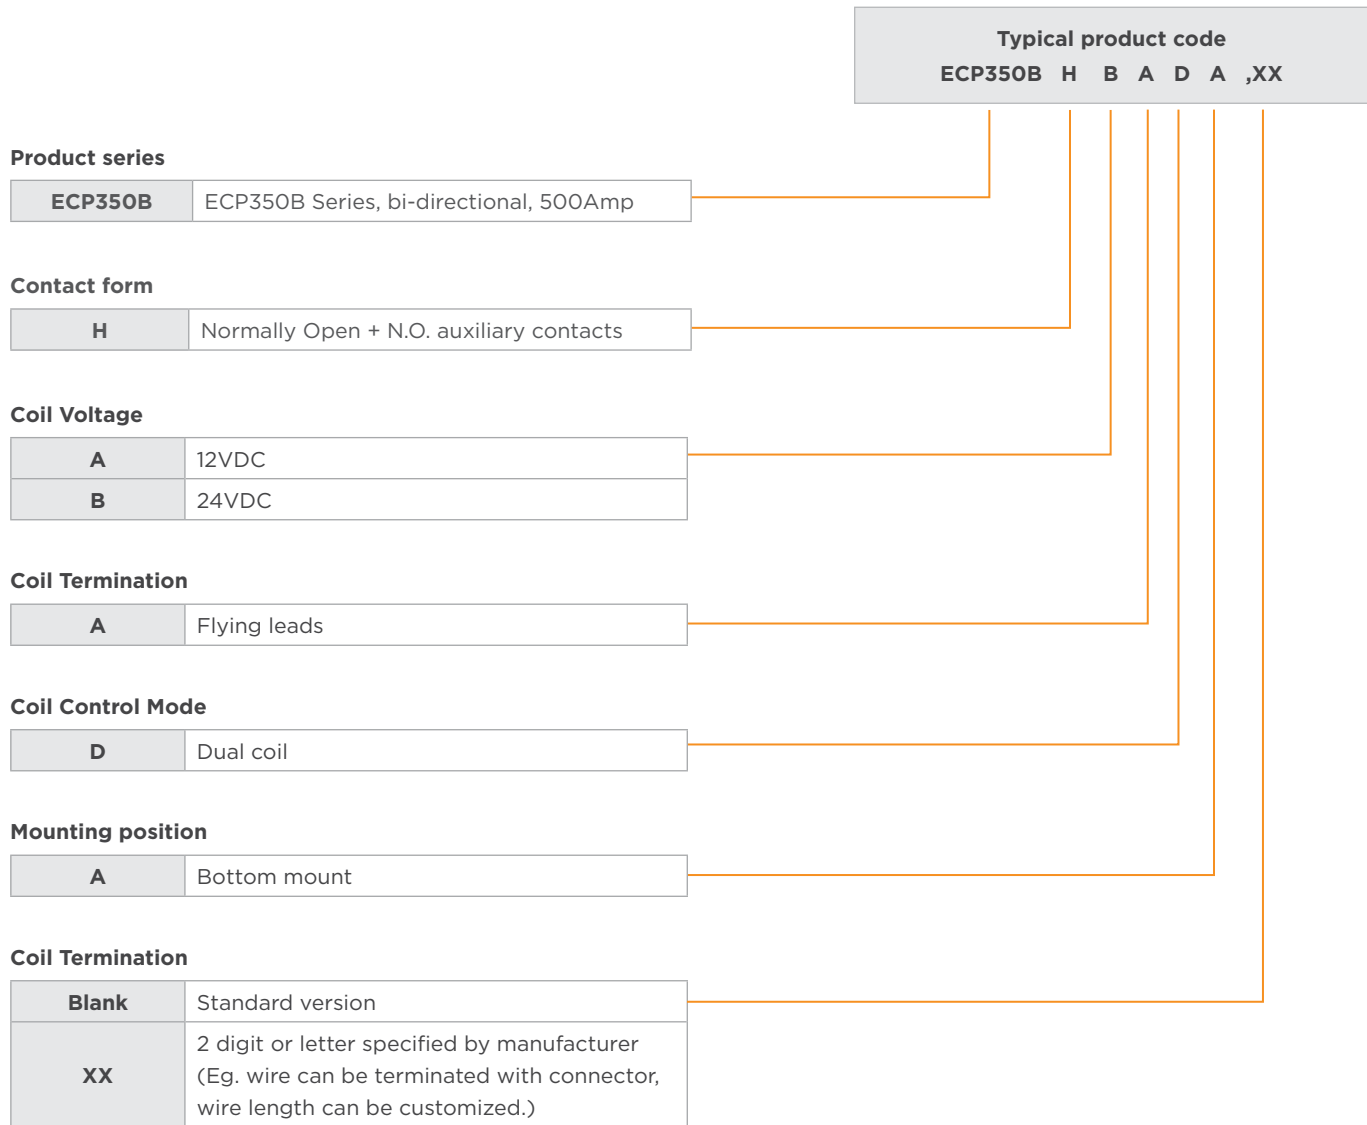 Typical product code
ECP350B H B A D A ,XX
Product series
ECP350B ECP350B Series, bi-directional, 500Amp
Contact form
H Normally Open + N.O. auxiliary contacts
Coil Voltage
A 12VDC
B 24VDC
Coil Termination
A Flying leads
Coil Control Mode
D Dual coil
Mounting position
A Bottom mount
Coil Termination
Blank Standard version
XX 2 digit or letter specified by manufacturer
(Eg. wire can be terminated with connector,
wire length can be customized.)